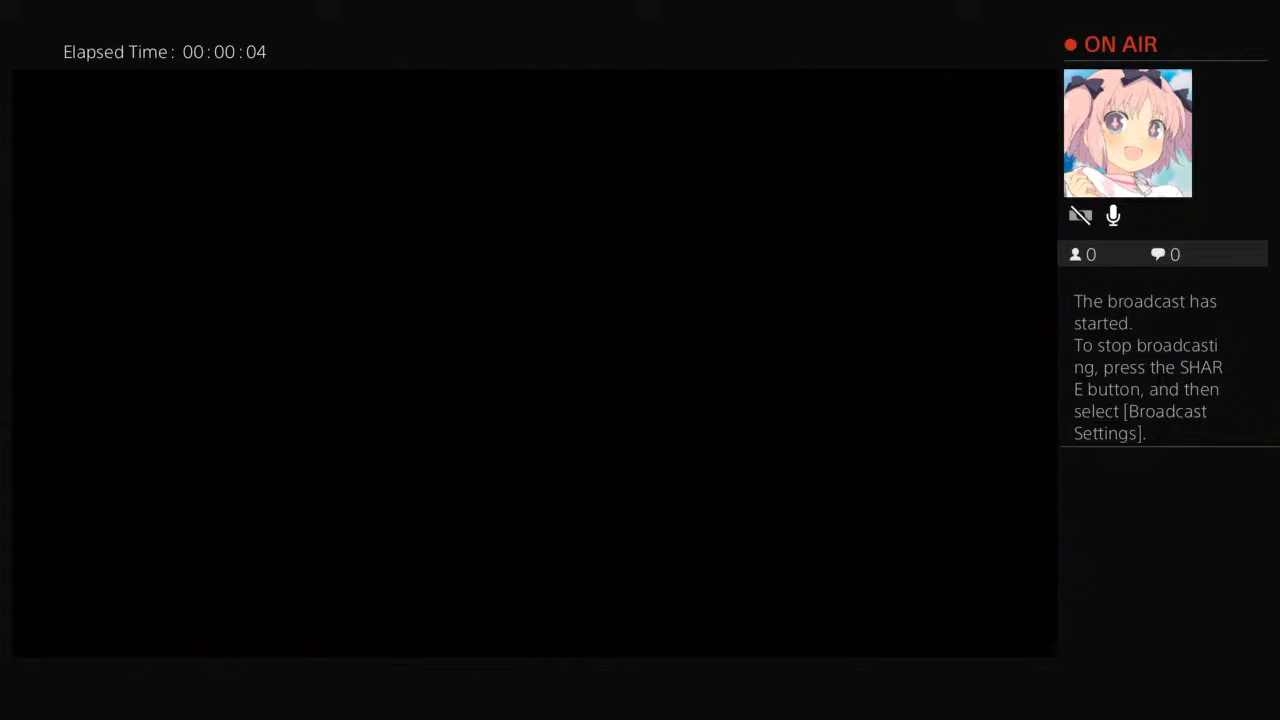 Elapsed Time: 00:00:04
ON AIR
0 0
The broadcast has
started.
To stop broadcasti
ng, press the SHAR
E button, and then
select [Broadcast
Settings].